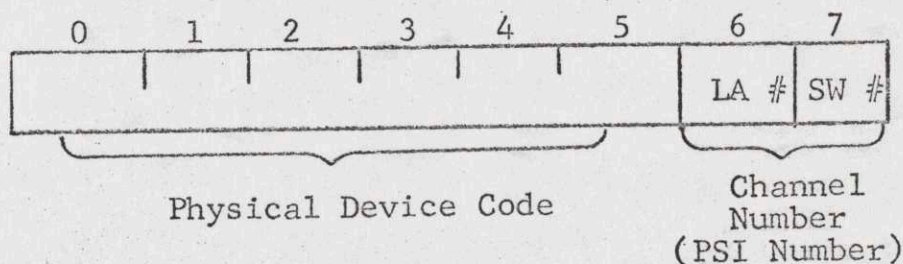 0 1 2 3 4 5 6 7
LA # SW #
Physical Device Code
Channel
Number
(PSI Number)